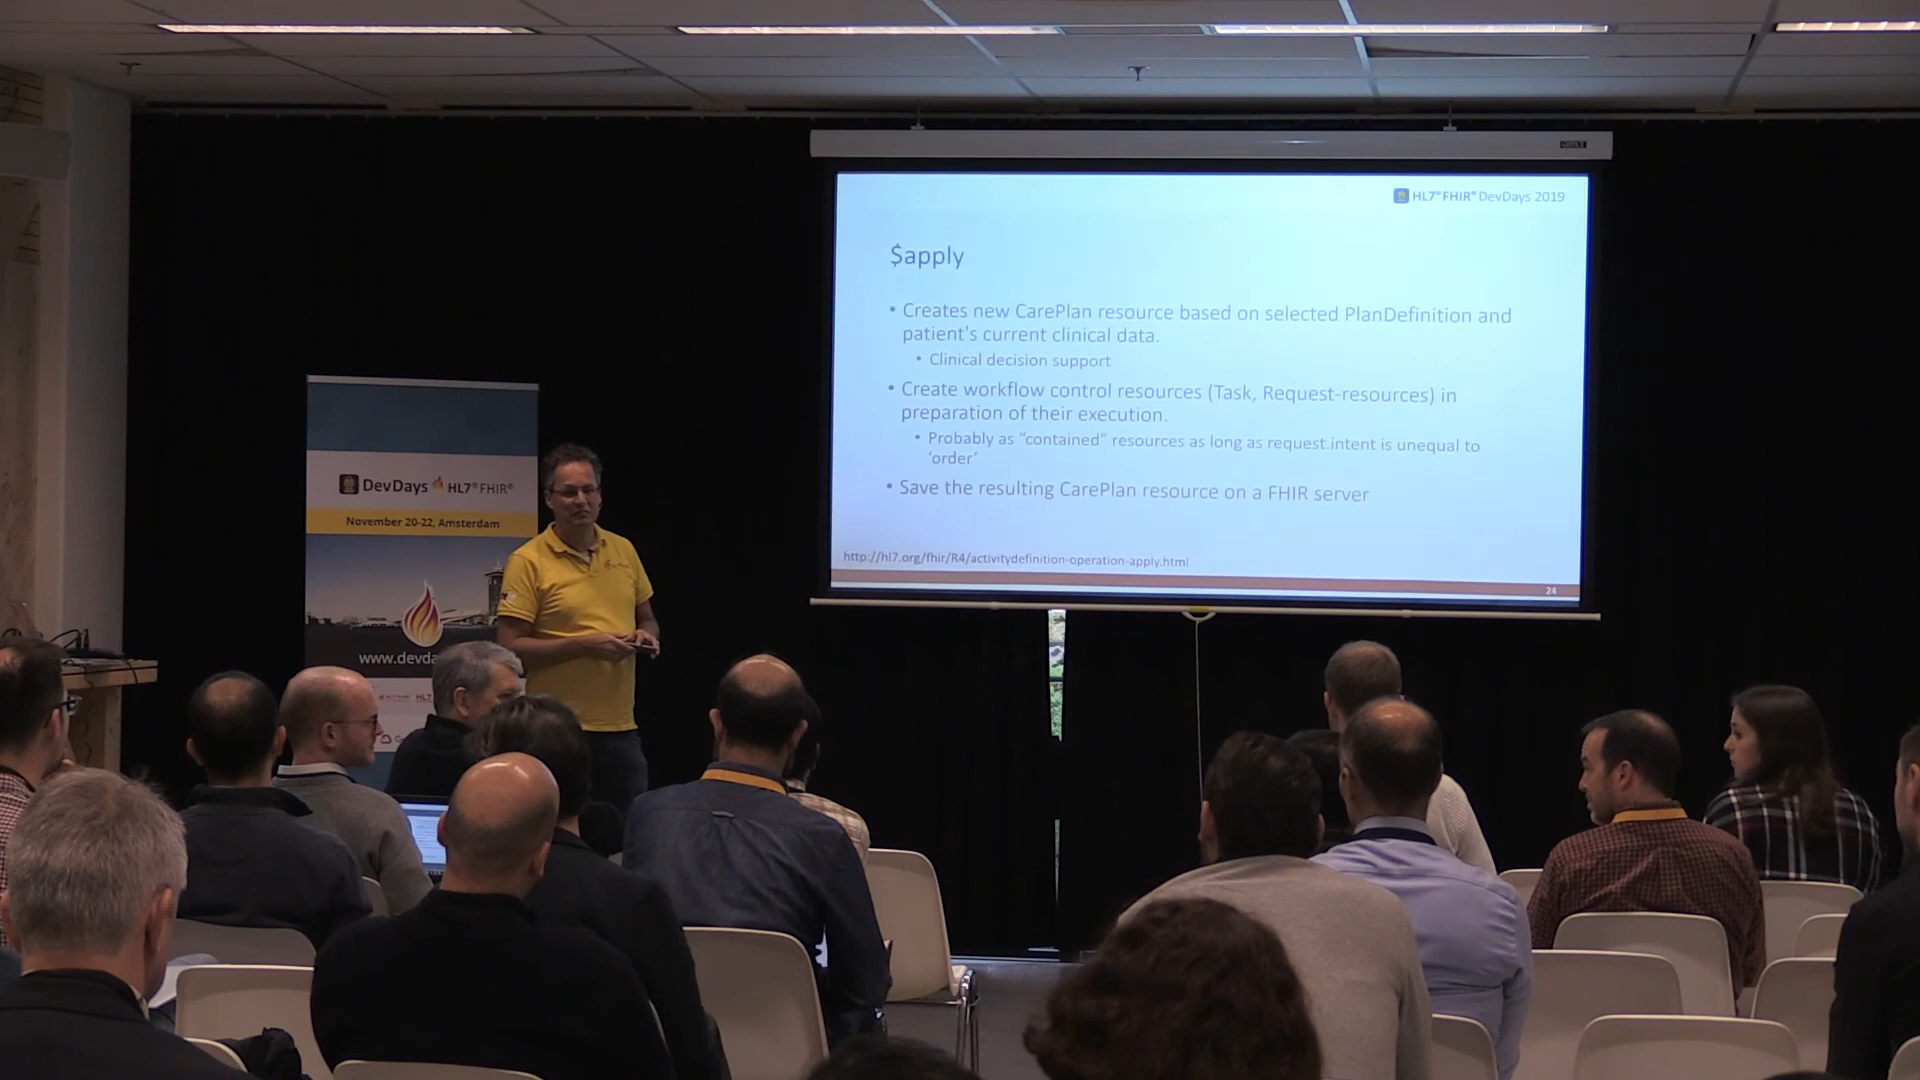 HL7® FHIR® DevDays 2019
$apply
• Creates new CarePlan resource based on selected PlanDefinition and
patient's current clinical data.
• Clinical decision support
• Create workflow control resources (Task, Request-resources) in
preparation of their execution.
• Probably as “contained” resources as long as request.intent is unequal to
‘order’
• Save the resulting CarePlan resource on a FHIR server
http://hl7.org/fhir/R4/activitydefinition-operation-apply.html
24
DevDays HL7® FHIR®
November 20-22, Amsterdam
www.devda
HL7